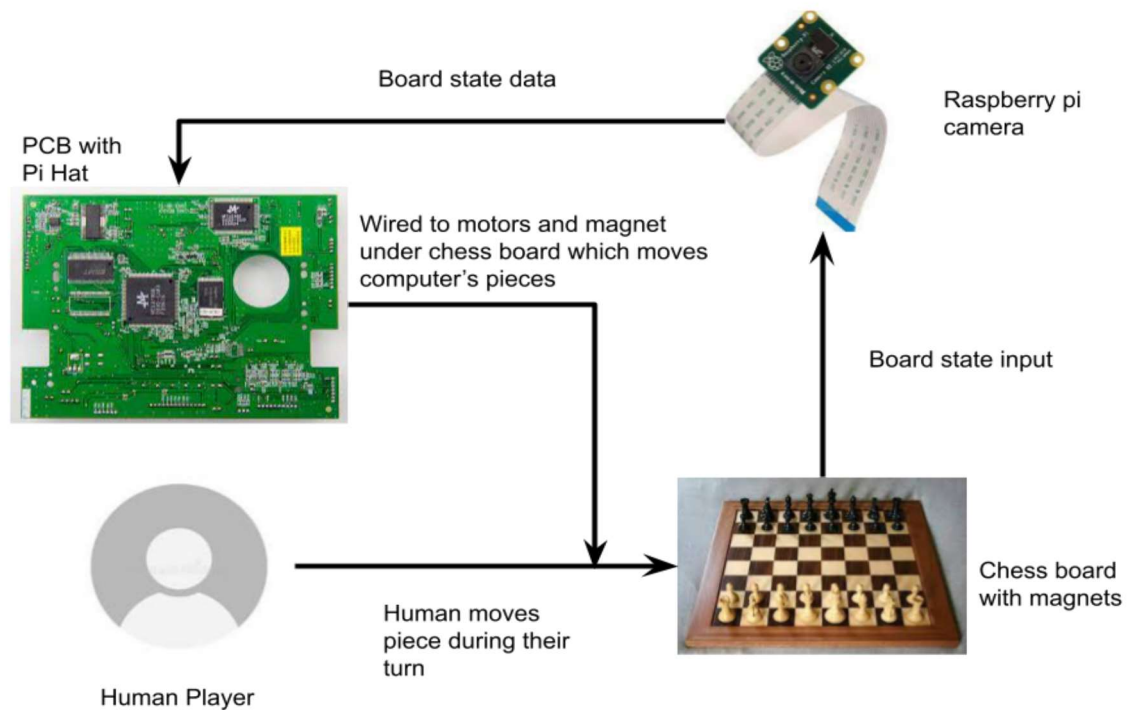 Board state data
Raspberry pi
camera
PCB with
Pi Hat
Wired to motors and magnet
under chess board which moves
computer's pieces
Board state input
Chess board
with magnets
Human moves
piece during their
turn
Human Player